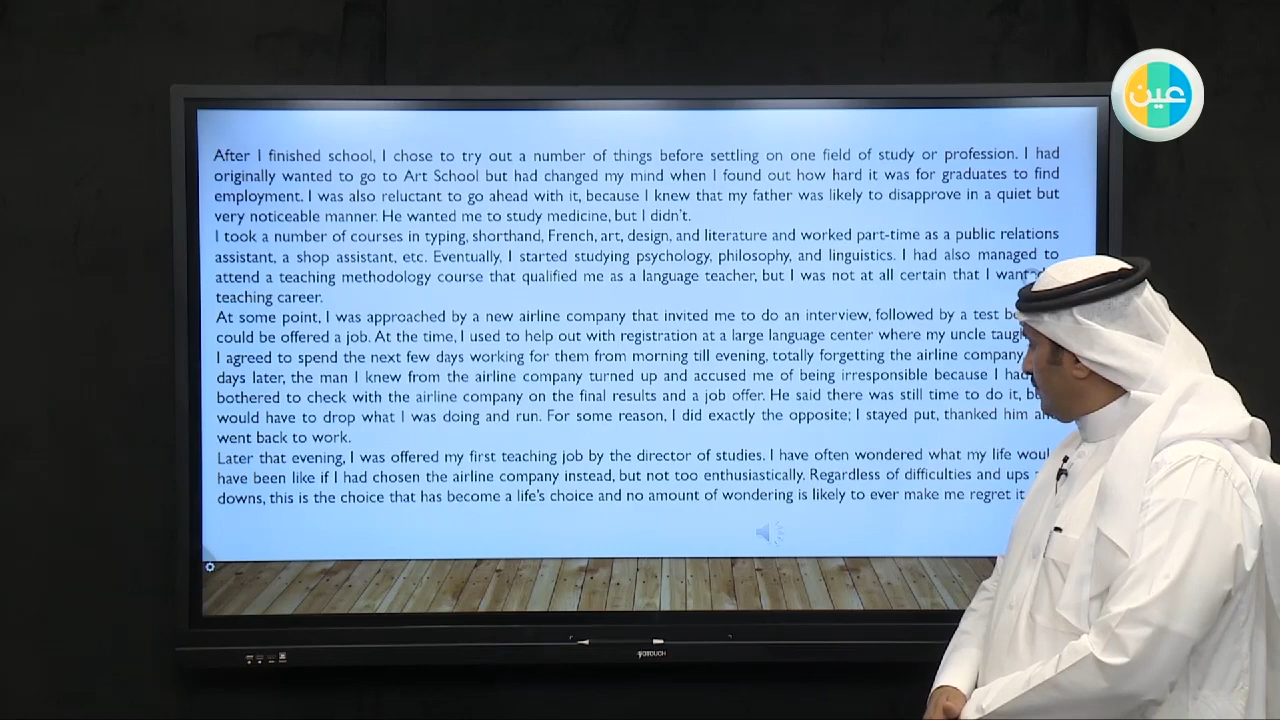 عين
After I finished school, I chose to try out a number of things before settling on one field of study or profession. I had
originally wanted to go to Art School but had changed my mind when I found out how hard it was for graduates to find
employment. I was also reluctant to go ahead with it, because I knew that my father was likely to disapprove in a quiet but
very noticeable manner. He wanted me to study medicine, but I didn't.
I took a number of courses in typing, shorthand, French, art, design, and literature and worked part-time as a public relations
assistant, a shop assistant, etc. Eventually, I started studying psychology, philosophy, and linguistics. I had also managed to
attend a teaching methodology course that qualified me as a language teacher, but I was not at all certain that I
teaching career.
At some point, I was approached by a new airline company that invited me to do an interview, followed by a test
could be offered a job. At the time, I used to help out with registration at a large language center where my uncle
I agreed to spend the next few days working for them from morning till evening, totally forgetting the airline company
days later, the man I knew from the airline company turned up and accused me of being irresponsible because I had
bothered to check with the airline company on the final results and a job offer. He said there was still time to do it,
would have to drop what I was doing and run. For some reason, I did exactly the opposite; I stayed put, thanked him
went back to work.
Later that evening, I was offered my first teaching job by the director of studies. I have often wondered what my life
have been like if I had chosen the airline company instead, but not too enthusiastically. Regardless of difficulties and ups
downs, this is the choice that has become a life's choice and no amount of wondering is likely to ever make me regret it